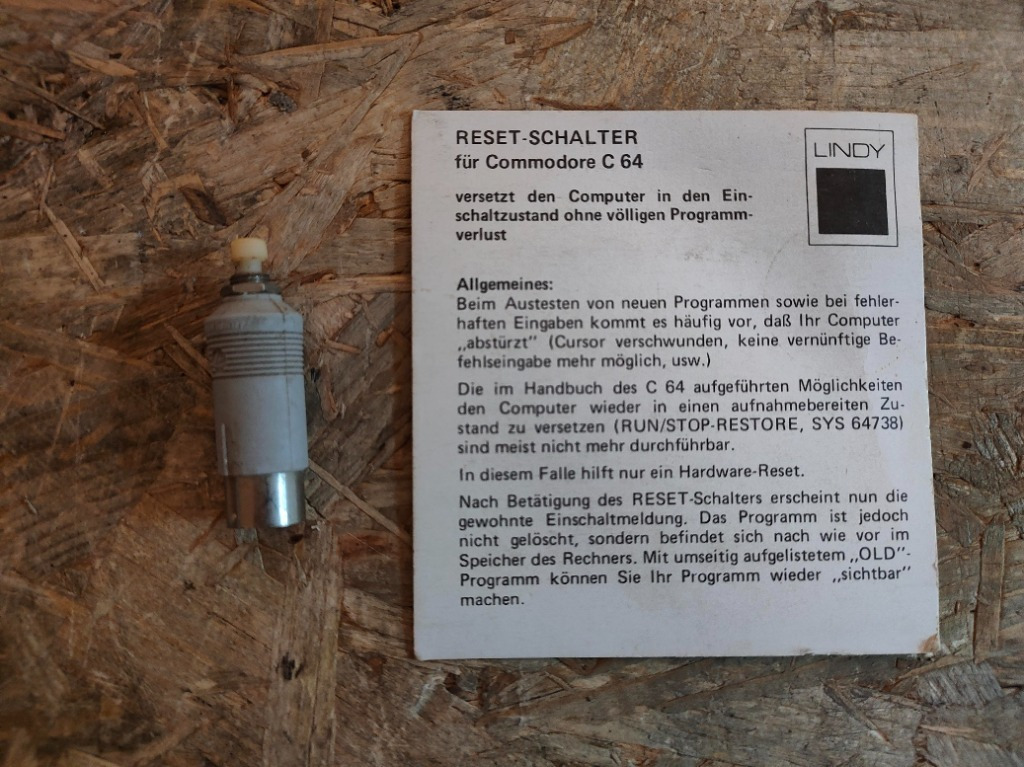 RESET-SCHALTER
für Commodore C 64
versetzt den Computer in den Ein-
schaltzustand ohne völligen Programm-
verlust
LINDY
Allgemeines:
Beim Austesten von neuen Programmen sowie bei fehler-
haften Eingaben kommt es häufig vor, daß Ihr Computer
„abstürzt" (Cursor verschwunden, keine vernünftige Be-
fehlseingabe mehr möglich, usw.)
Die im Handbuch des C 64 aufgeführten Möglichkeiten
den Computer wieder in einen aufnahmebereiten Zu-
stand zu versetzen (RUN/STOP-RESTORE, SYS 64738)
sind meist nicht mehr durchführbar.
In diesem Falle hilft nur ein Hardware-Reset.
Nach Betätigung des RESET-Schalters erscheint nun die
gewohnte Einschaltmeldung. Das Programm ist jedoch
nicht gelöscht, sondern befindet sich nach wie vor im
Speicher des Rechners. Mit umseitig aufgelistetem „OLD"-
Programm können Sie Ihr Programm wieder „sichtbar"
machen.